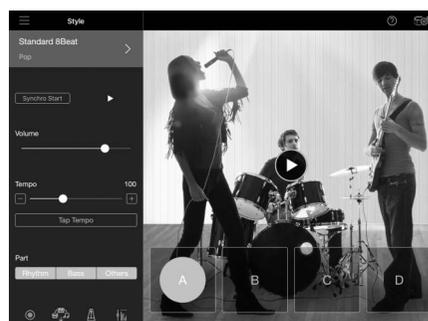 Style
Standard 8Beat
Pop
Synchro Start
Volume
Tempo 100
Tap Tempo
Part
Rhythm Bass Others
A B C D